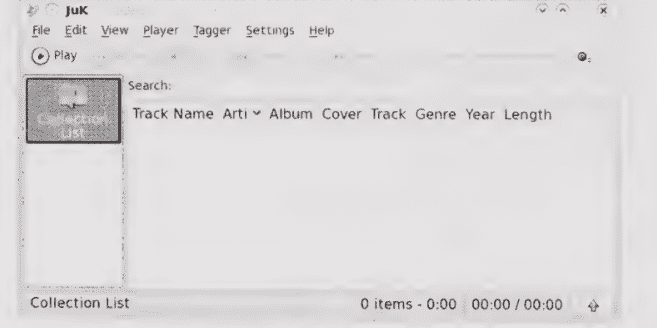 JuK
File Edit View Player Tagger Settings Help
Play
Search:
Collection
List
Track Name Arti Album Cover Track Genre Year Length
Collection List 0 items - 0:00 00:00 / 00:00